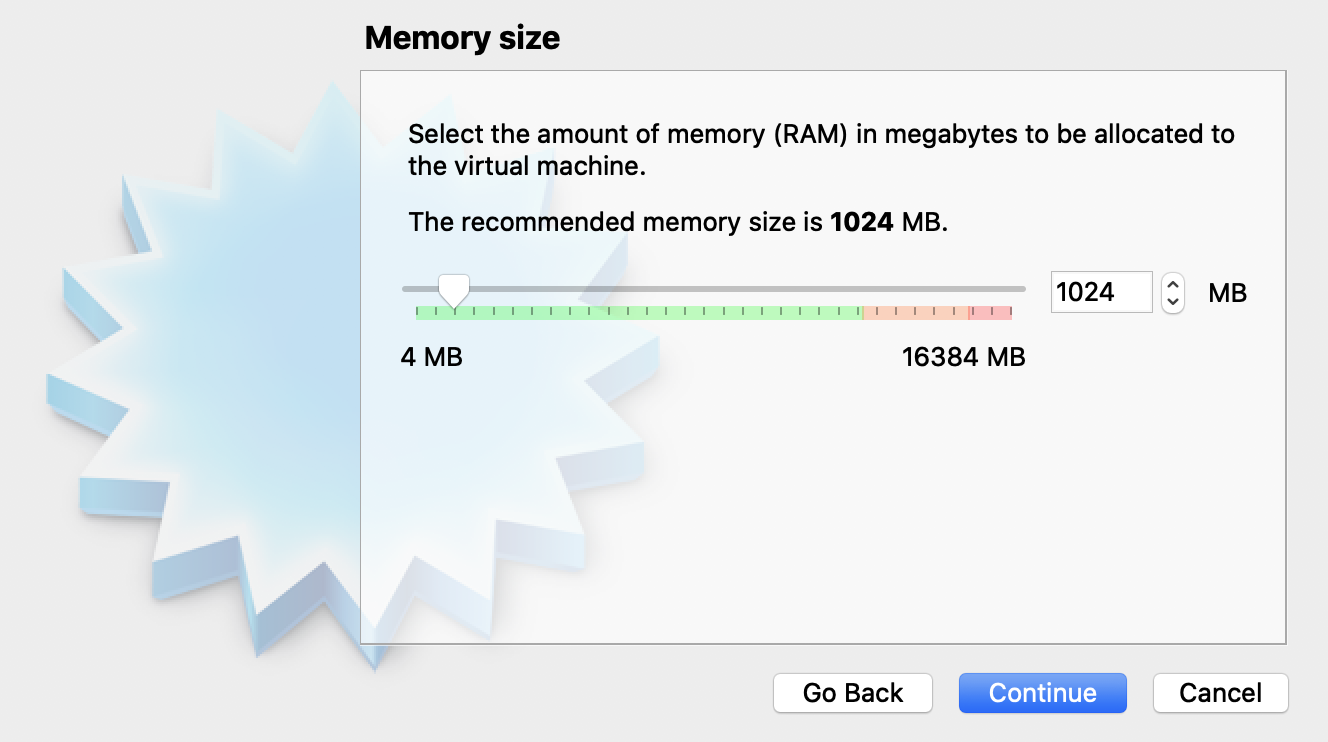 Memory size
Select the amount of memory (RAM) in megabytes to be allocated to
the virtual machine.
The recommended memory size is 1024 MB.
1024 MB
4 MB 16384 MB
Go Back Continue Cancel